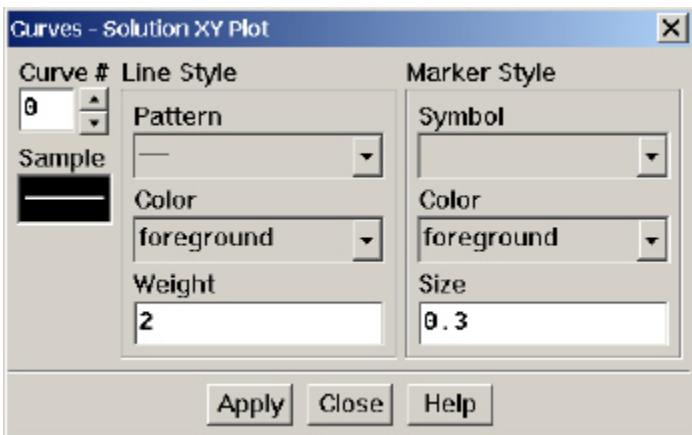 Curves - Solution XY Plot
Curve #
0
Sample
Line Style
Pattern
Color
foreground
Weight
2
Marker Style
Symbol
Color
foreground
Size
0.3
Apply
Close
Help